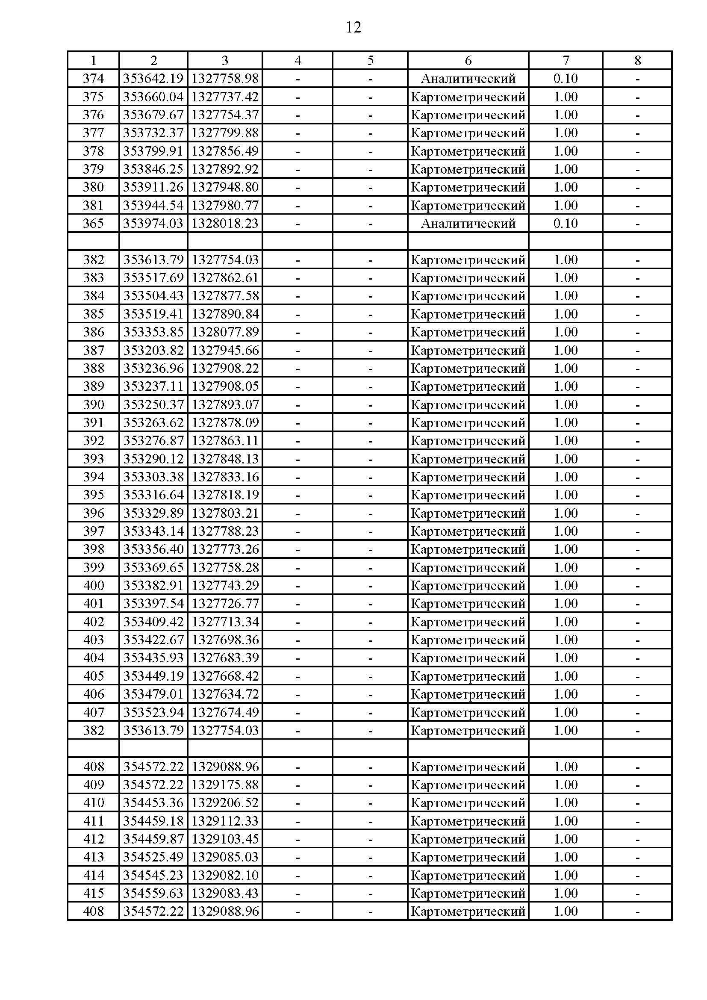 12
1 2 3 4 5 6 7 8
374 353642.19 1327758.98 - - Аналитический 0.10 -
375 353660.04 1327737.42 - - Картометрический 1.00 -
376 353679.67 1327754.37 - - Картометрический 1.00 -
377 353732.37 1327799.88 - - Картометрический 1.00 -
378 353799.91 1327856.49 - - Картометрический 1.00 -
379 353846.25 1327892.92 - - Картометрический 1.00 -
380 353911.26 1327948.80 - - Картометрический 1.00 -
381 353944.54 1327980.77 - - Картометрический 1.00 -
365 353974.03 1328018.23 - - Аналитический 0.10 -
382 353613.79 1327754.03 - - Картометрический 1.00 -
383 353517.69 1327862.61 - - Картометрический 1.00 -
384 353504.43 1327877.58 - - Картометрический 1.00 -
385 353519.41 1327890.84 - - Картометрический 1.00 -
386 353353.85 1328077.89 - - Картометрический 1.00 -
387 353203.82 1327945.66 - - Картометрический 1.00 -
388 353236.96 1327908.22 - - Картометрический 1.00 -
389 353237.11 1327908.05 - - Картометрический 1.00 -
390 353250.37 1327893.07 - - Картометрический 1.00 -
391 353263.62 1327878.09 - - Картометрический 1.00 -
392 353276.87 1327863.11 - - Картометрический 1.00 -
393 353290.12 1327848.13 - - Картометрический 1.00 -
394 353303.38 1327833.16 - - Картометрический 1.00 -
395 353316.64 1327818.19 - - Картометрический 1.00 -
396 353329.89 1327803.21 - - Картометрический 1.00 -
397 353343.14 1327788.23 - - Картометрический 1.00 -
398 353356.40 1327773.26 - - Картометрический 1.00 -
399 353369.65 1327758.28 - - Картометрический 1.00 -
400 353382.91 1327743.29 - - Картометрический 1.00 -
401 353397.54 1327726.77 - - Картометрический 1.00 -
402 353409.42 1327713.34 - - Картометрический 1.00 -
403 353422.67 1327698.36 - - Картометрический 1.00 -
404 353435.93 1327683.39 - - Картометрический 1.00 -
405 353449.19 1327668.42 - - Картометрический 1.00 -
406 353479.01 1327634.72 - - Картометрический 1.00 -
407 353523.94 1327674.49 - - Картометрический 1.00 -
382 353613.79 1327754.03 - - Картометрический 1.00 -
408 354572.22 1329088.96 - - Картометрический 1.00 -
409 354572.22 1329175.88 - - Картометрический 1.00 -
410 354453.36 1329206.52 - - Картометрический 1.00 -
411 354459.18 1329112.33 - - Картометрический 1.00 -
412 354459.87 1329103.45 - - Картометрический 1.00 -
413 354525.49 1329085.03 - - Картометрический 1.00 -
414 354545.23 1329082.10 - - Картометрический 1.00 -
415 354559.63 1329083.43 - - Картометрический 1.00 -
408 354572.22 1329088.96 - - Картометрический 1.00 -